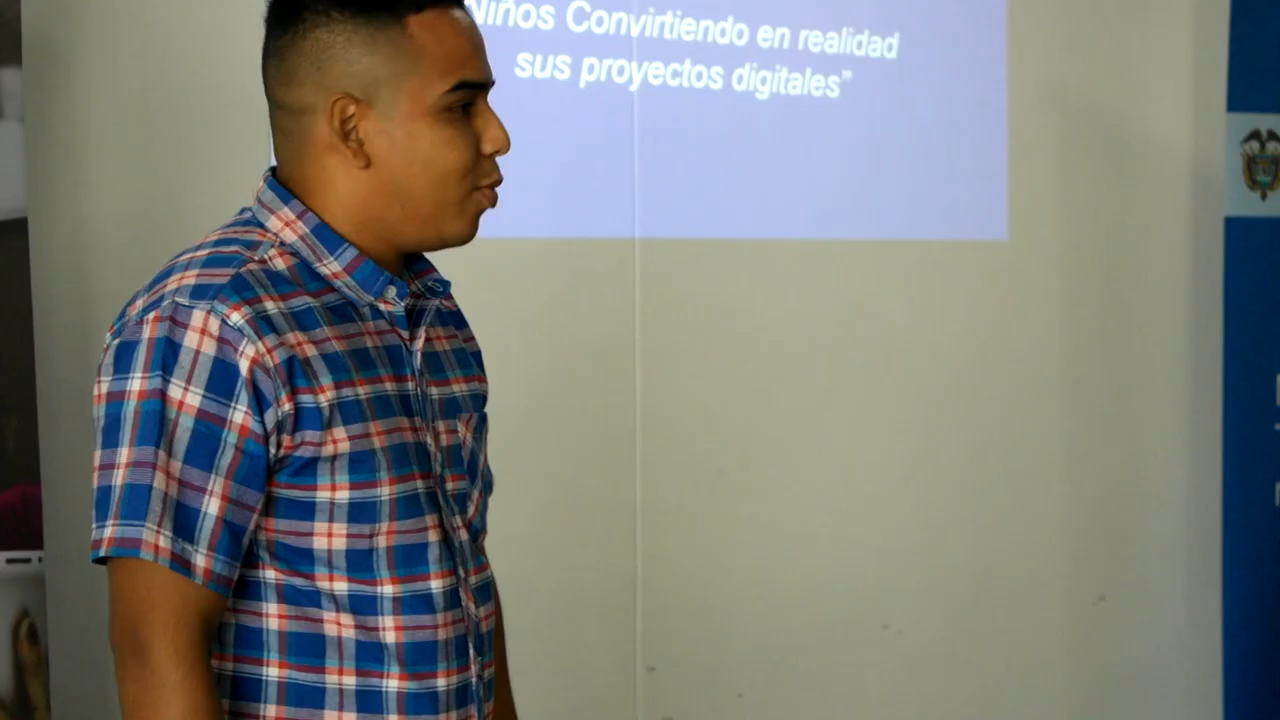 Niños Convirtiendo en realidad
sus proyectos digitales”